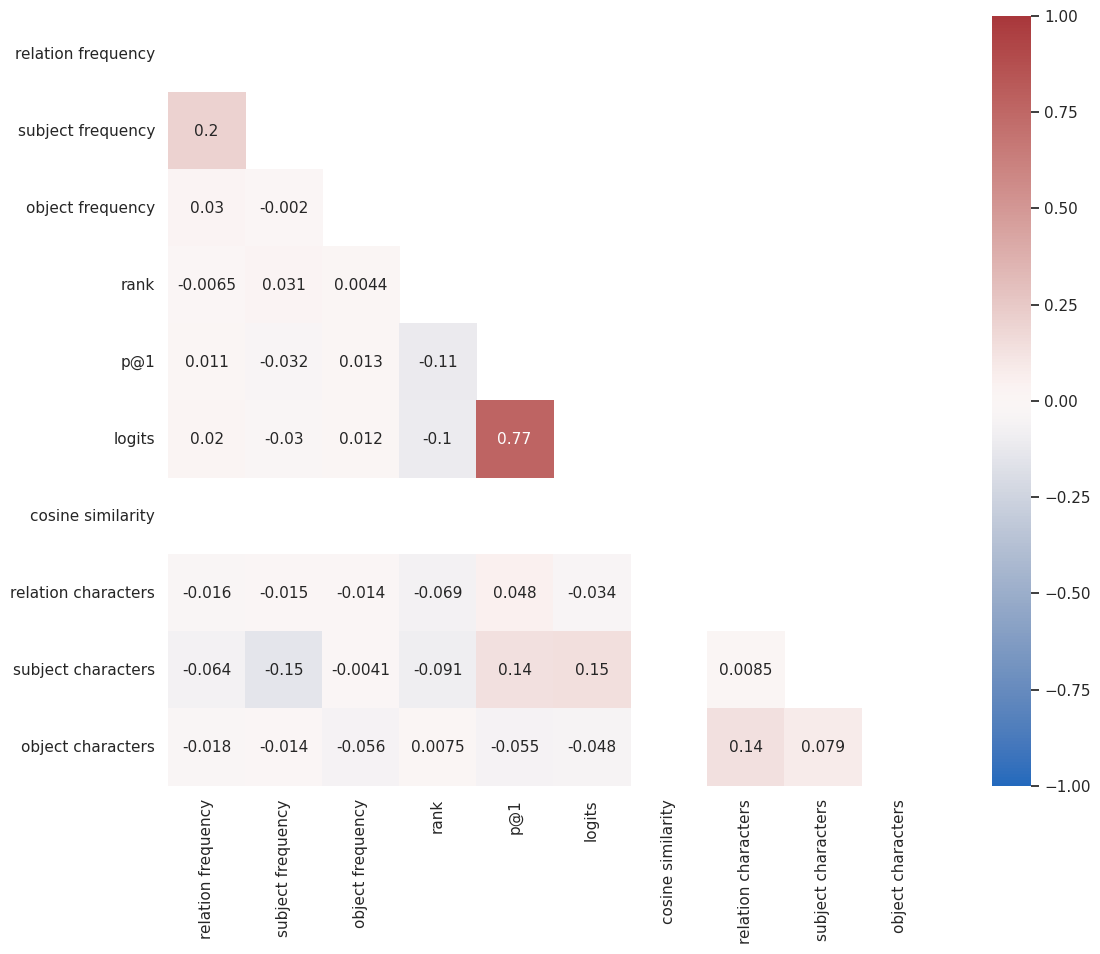 relation frequency
subject frequency 0.2
object frequency 0.03 -0.002
rank -0.0065 0.031 0.0044
p@1 0.011 -0.032 0.013 -0.11
logits 0.02 -0.03 0.012 -0.1 0.77
cosine similarity
relation characters -0.016 -0.015 -0.014 -0.069 0.048 -0.034
subject characters -0.064 -0.15 -0.0041 -0.091 0.14 0.15 0.0085
object characters -0.018 -0.014 -0.056 0.0075 -0.055 -0.048 0.14 0.079
relation frequency
subject frequency
object frequency
rank
p@1
logits
cosine similarity
relation characters
subject characters
object characters
1.00
0.75
0.50
0.25
0.00
−0.25
−0.50
−0.75
−1.00